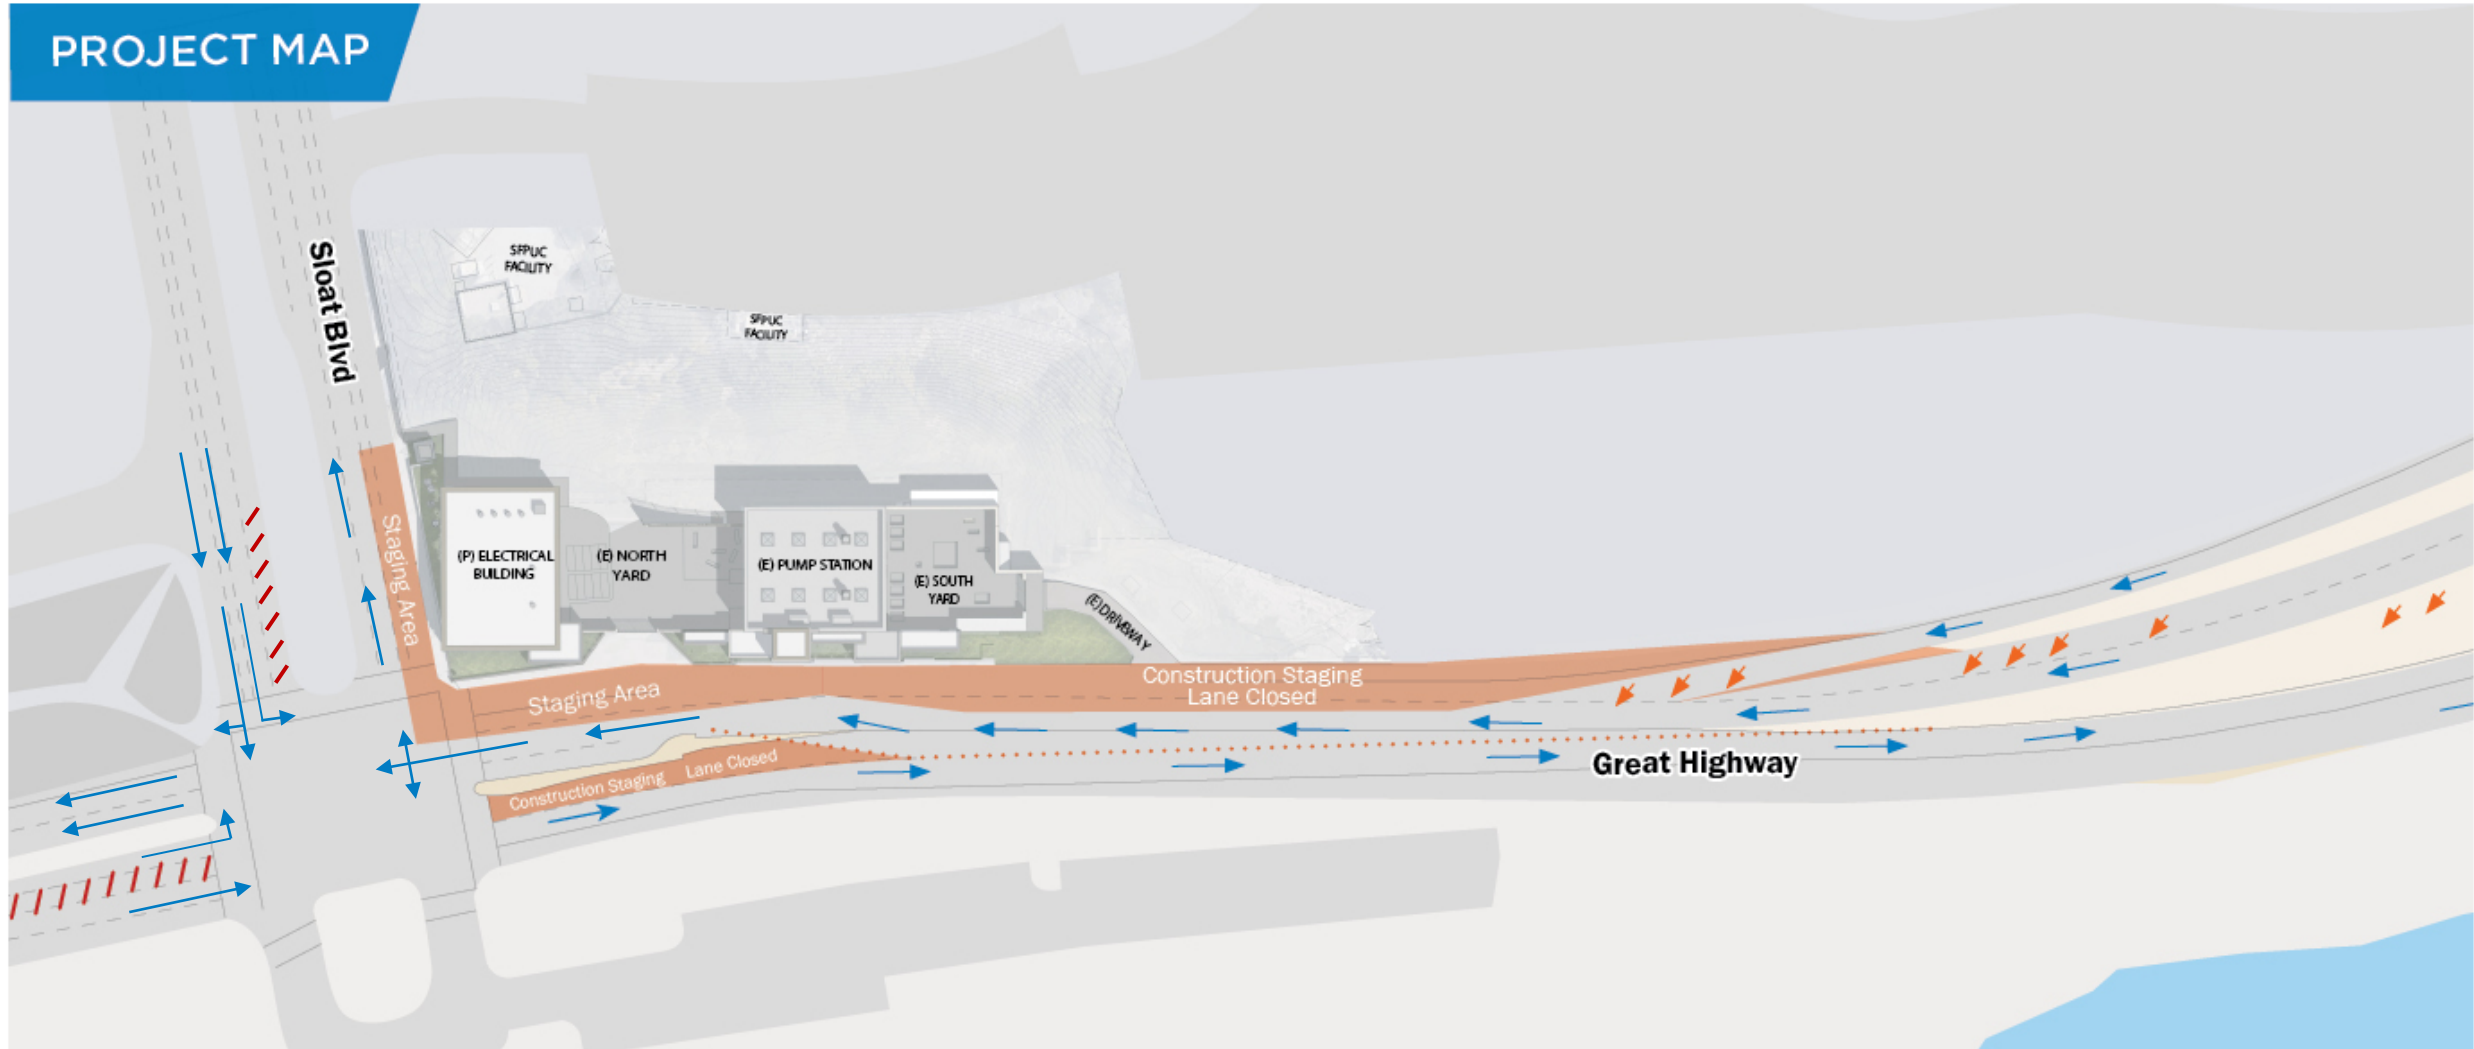 PROJECT MAP
Sloat Blvd
SFPUC
FACILITY
SFPUC
FACILITY
Staging Area
(P) ELECTRICAL
BUILDING
(E) NORTH
YARD
(E) PUMP STATION
(E) SOUTH
YARD
(E) DRIVEWAY
Staging Area
Construction Staging
Lane Closed
Construction Staging Lane Closed
Great Highway